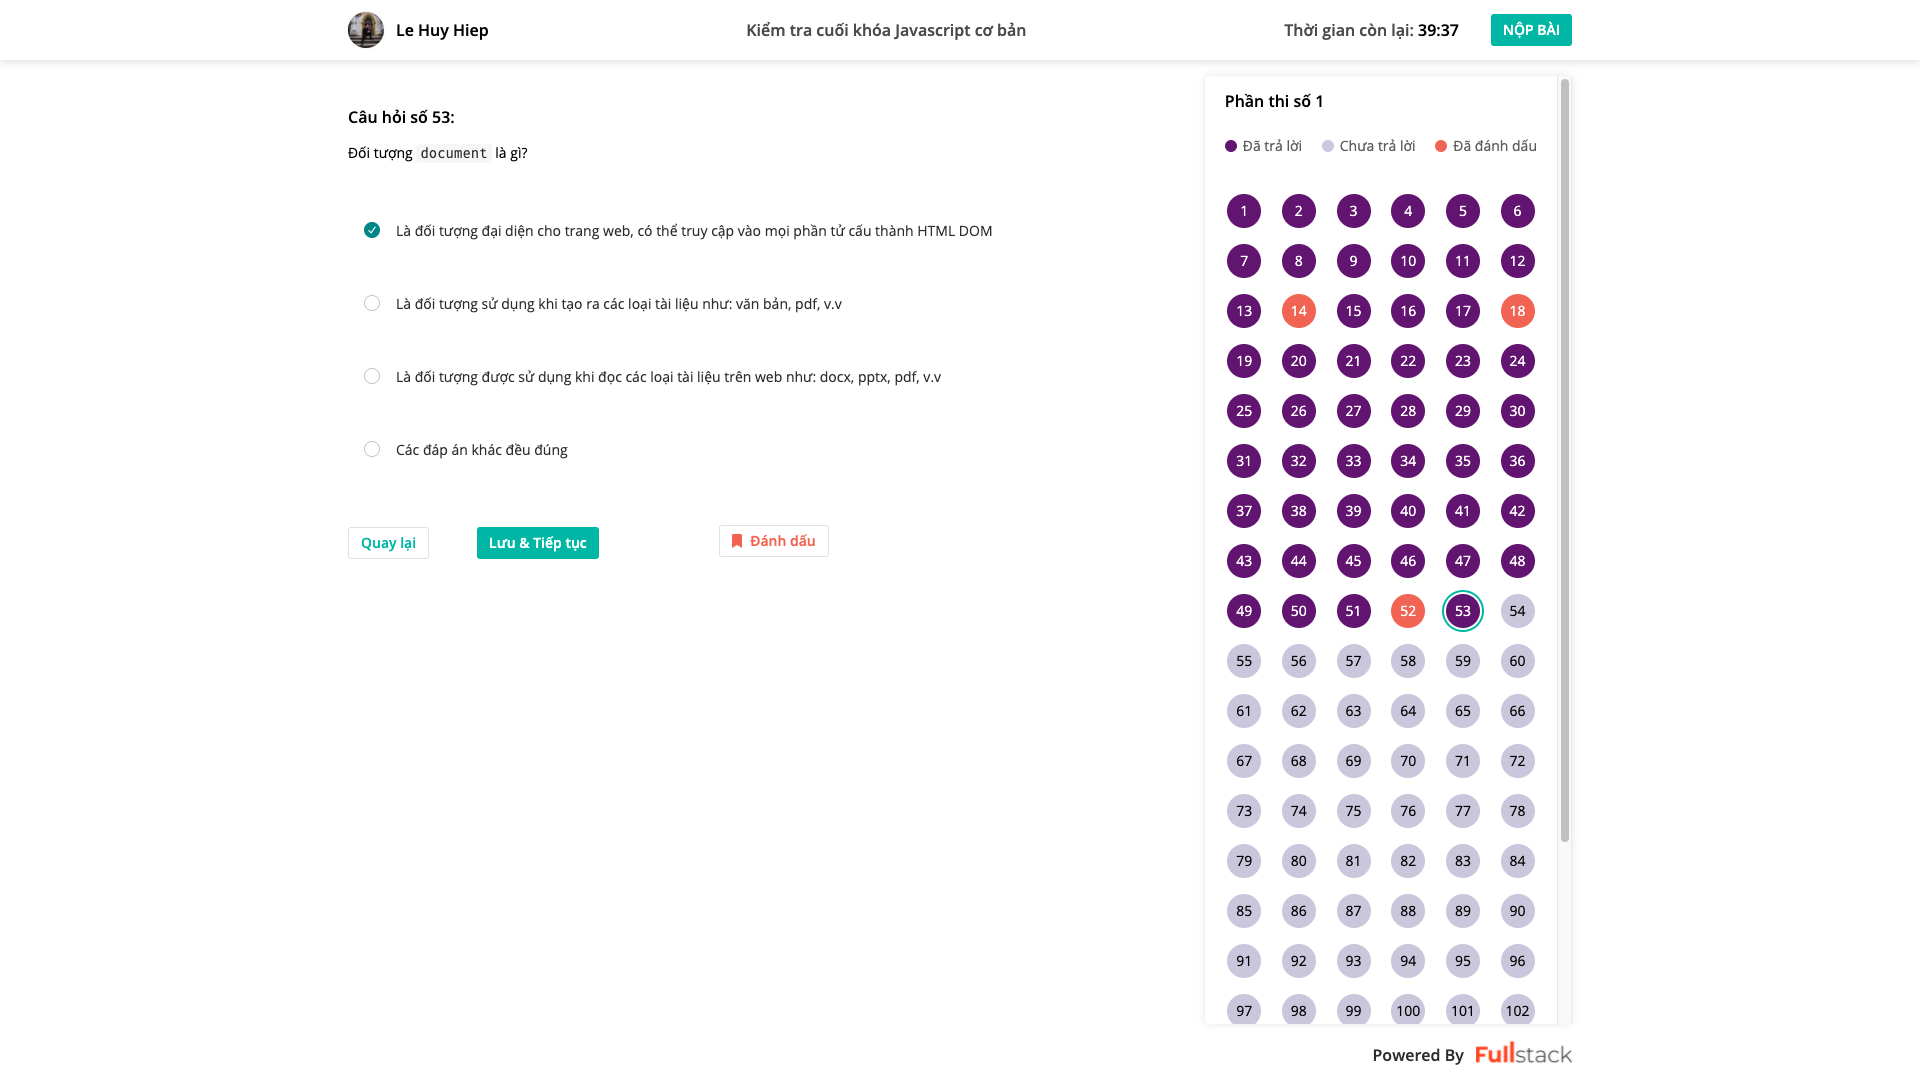 Le Huy Hiep
Kiểm tra cuối khóa Javascript cơ bản
Thời gian còn lại: 39:37
NỘP BÀI
Câu hỏi số 53:
Đối tượng document là gì?
Là đối tượng đại diện cho trang web, có thể truy cập vào mọi phần tử cấu thành HTML DOM
Là đối tượng sử dụng khi tạo ra các loại tài liệu như: văn bản, pdf, v.v
Là đối tượng được sử dụng khi đọc các loại tài liệu trên web như: docx, pptx, pdf, v.v
Các đáp án khác đều đúng
Quay lại
Lưu & Tiếp tục
Đánh dấu
Phần thi số 1
Đã trả lời Chưa trả lời Đã đánh dấu
1 2 3 4 5 6
7 8 9 10 11 12
13 14 15 16 17 18
19 20 21 22 23 24
25 26 27 28 29 30
31 32 33 34 35 36
37 38 39 40 41 42
43 44 45 46 47 48
49 50 51 52 53 54
55 56 57 58 59 60
61 62 63 64 65 66
67 68 69 70 71 72
73 74 75 76 77 78
79 80 81 82 83 84
85 86 87 88 89 90
91 92 93 94 95 96
97 98 99 100 101 102
Powered By Fullstack